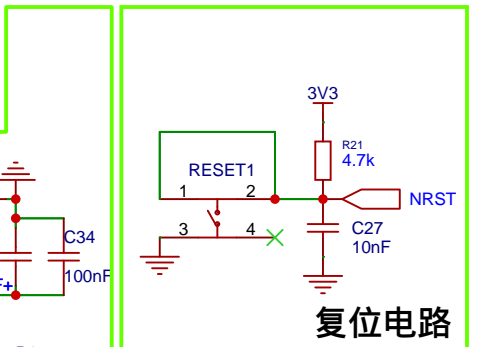 3V3
R21
4.7k
RESET1
1 2
NRST
3 4
C27
10nF
C34
100nF
F+
复位电路